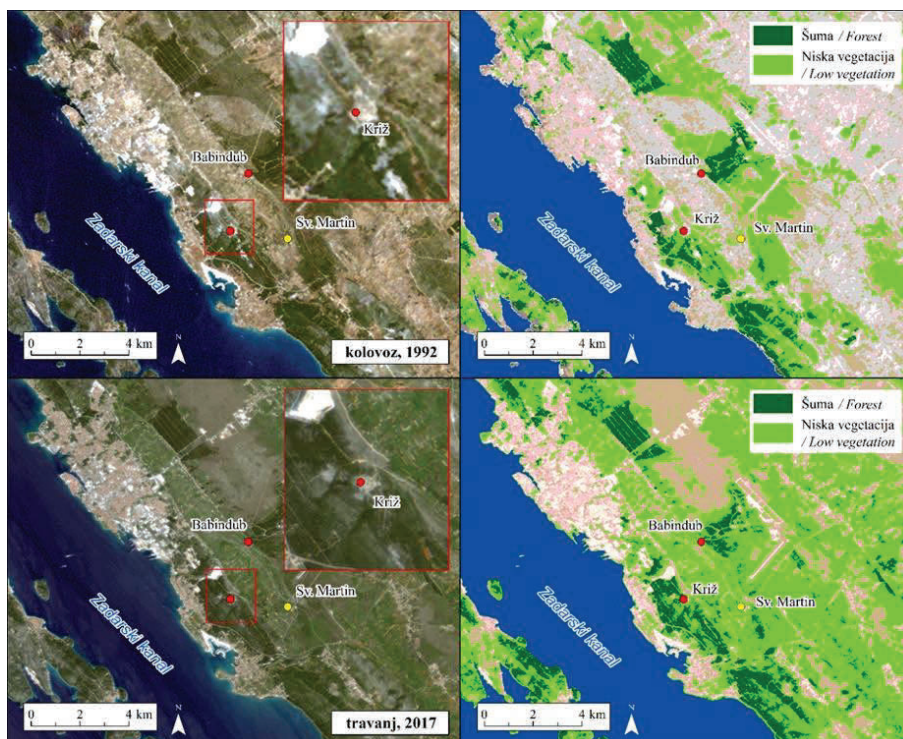 Križ
Babindub
Sv. Martin
Zadarski kanal
0 2 4 km
N
kolovoz, 1992
Šuma / Forest
Niska vegetacija
/ Low vegetation
Babindub
Križ
Sv. Martin
Zadarski kanal
0 2 4 km
N
Križ
Babindub
Sv. Martin
Zadarski kanal
0 2 4 km
N
travanj, 2017
Šuma / Forest
Niska vegetacija
/ Low vegetation
Babindub
Križ
Sv. Martin
Zadarski kanal
0 2 4 km
N